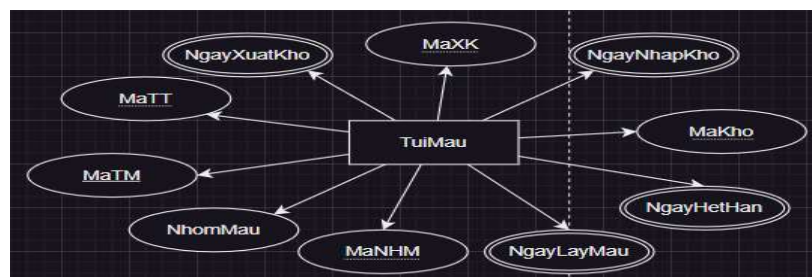 MaXK
NgayXuatKho
NgayNhapKho
MaTT
MaKho
TuiMau
MaTM
NgayHetHan
NhomMau
MaNHM
NgayLayMau